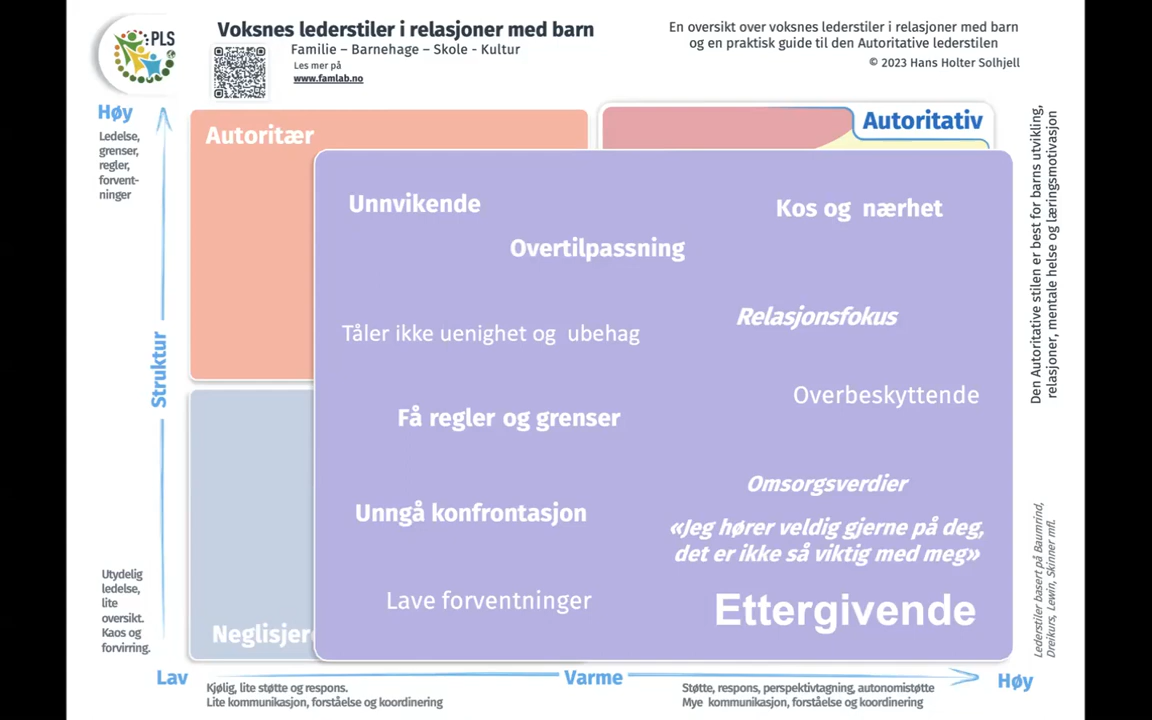 :PLS
Voksnes lederstiler i relasjoner med barn
Familie – Barnehage – Skole - Kultur
Les mer på
www.famlab.no
En oversikt over voksnes lederstiler i relasjoner med barn
og en praktisk guide til den Autoritative lederstilen
© 2023 Hans Holter Solhjell
Høy
Ledelse,
grenser,
regler,
forvent-
ninger
Struktur
Utydelig
ledelse,
lite
oversikt.
Kaos og
forvirring.
Lav
Autoritær
Autoritativ
Unnvikende
Kos og nærhet
Overtilpassning
Relasjonsfokus
Tåler ikke uenighet og ubehag
Overbeskyttende
Få regler og grenser
Omsorgsverdier
Unngå konfrontasjon
«Jeg hører veldig gjerne på deg,
det er ikke så viktig med meg»
Lave forventninger
Ettergivende
Neglisjer
Varme
Høy
Kjølig, lite støtte og respons.
Lite kommunikasjon, forståelse og koordinering
Støtte, respons, perspektivtagning, autonomistøtte
Mye kommunikasjon, forståelse og koordinering
Den Autoritative stilen er best for barns utvikling,
relasjoner, mentale helse og læringsmotivasjon
Lederstiler basert på Baumrind,
Dreikurs, Lewin, Skinner mfl.